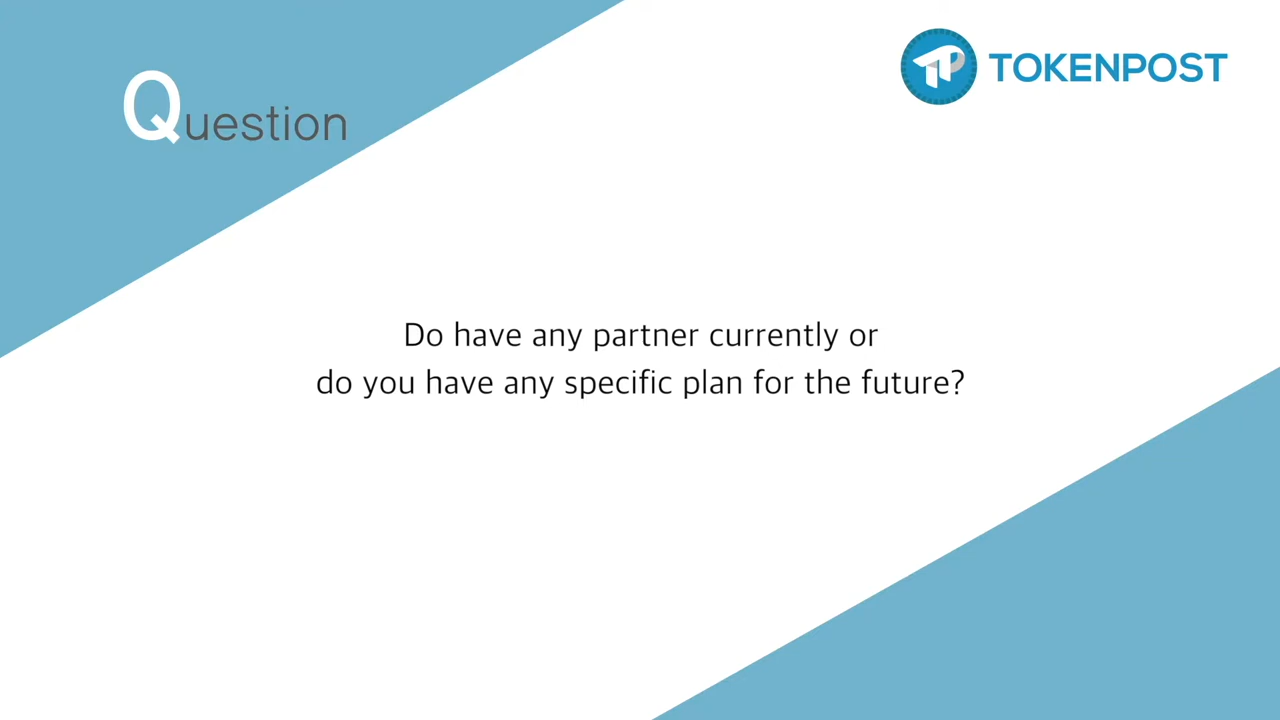 Question
TOKENPOST
Do have any partner currently or
do you have any specific plan for the future?